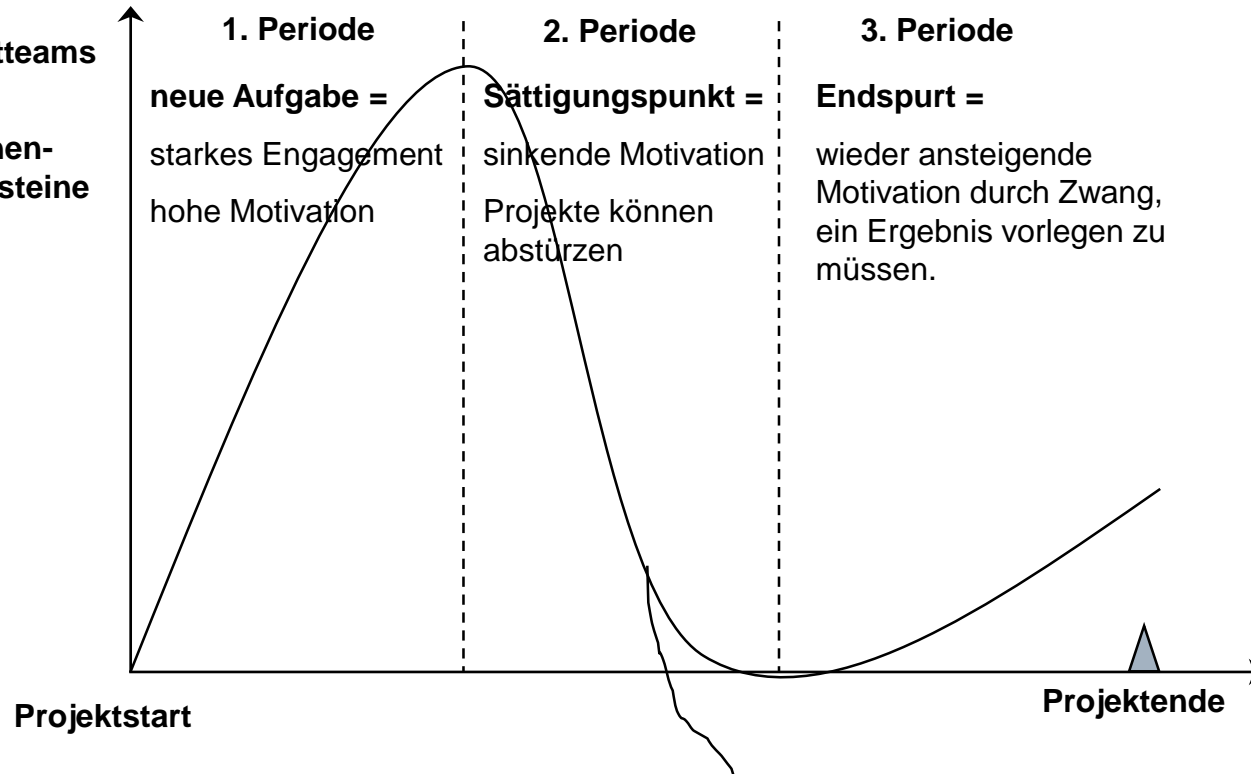 1. Periode
2. Periode
3. Periode
neue Aufgabe =
starkes Engagement
hohe Motivation
Sättigungspunkt =
sinkende Motivation
Projekte können
abstürzen
Endspurt =
wieder ansteigende
Motivation durch Zwang,
ein Ergebnis vorlegen zu
müssen.
steine
Projektstart
Projektende